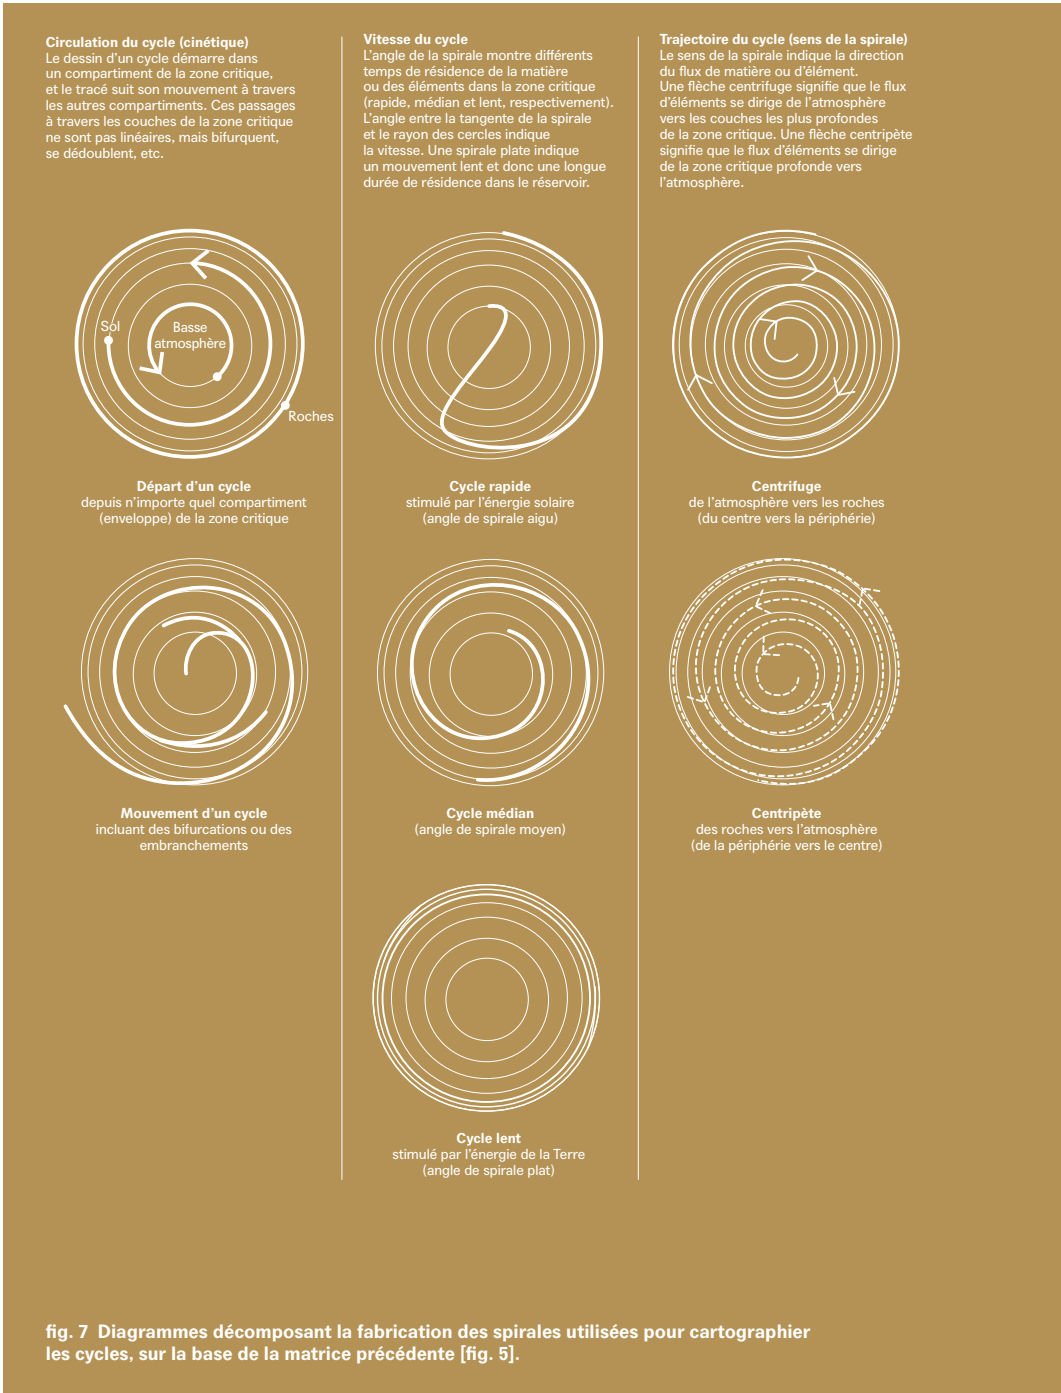 Circulation du cycle (cinétique)
Le dessin d’un cycle démarre dans
un compartiment de la zone critique,
et le tracé suit son mouvement à travers
les autres compartiments. Ces passages
à travers les couches de la zone critique
ne sont pas linéaires, mais bifurquent,
se dédoublent, etc.
Sol
Basse
atmosphère
Roches
Départ d’un cycle
depuis n’importe quel compartiment
(enveloppe) de la zone critique
Mouvement d’un cycle
incluant des bifurcations ou des
embranchements
Vitesse du cycle
L’angle de la spirale montre différents
temps de résidence de la matière
ou des éléments dans la zone critique
(rapide, médian et lent, respectivement).
L’angle entre la tangente de la spirale
et le rayon des cercles indique
la vitesse. Une spirale plate indique
un mouvement lent et donc une longue
durée de résidence dans le réservoir.
Cycle rapide
stimulé par l’énergie solaire
(angle de spirale aigu)
Cycle médian
(angle de spirale moyen)
Cycle lent
stimulé par l’énergie de la Terre
(angle de spirale plat)
Trajectoire du cycle (sens de la spirale)
Le sens de la spirale indique la direction
du flux de matière ou d’élément.
Une flèche centrifuge signifie que le flux
d’éléments se dirige de l’atmosphère
vers les couches les plus profondes
de la zone critique. Une flèche centripète
signifie que le flux d’éléments se dirige
de la zone critique profonde vers
l’atmosphère.
Centrifuge
de l’atmosphère vers les roches
(du centre vers la périphérie)
Centripète
des roches vers l’atmosphère
(de la périphérie vers le centre)
fig. 7 Diagrammes décomposant la fabrication des spirales utilisées pour cartographier
les cycles, sur la base de la matrice précédente [fig. 5].